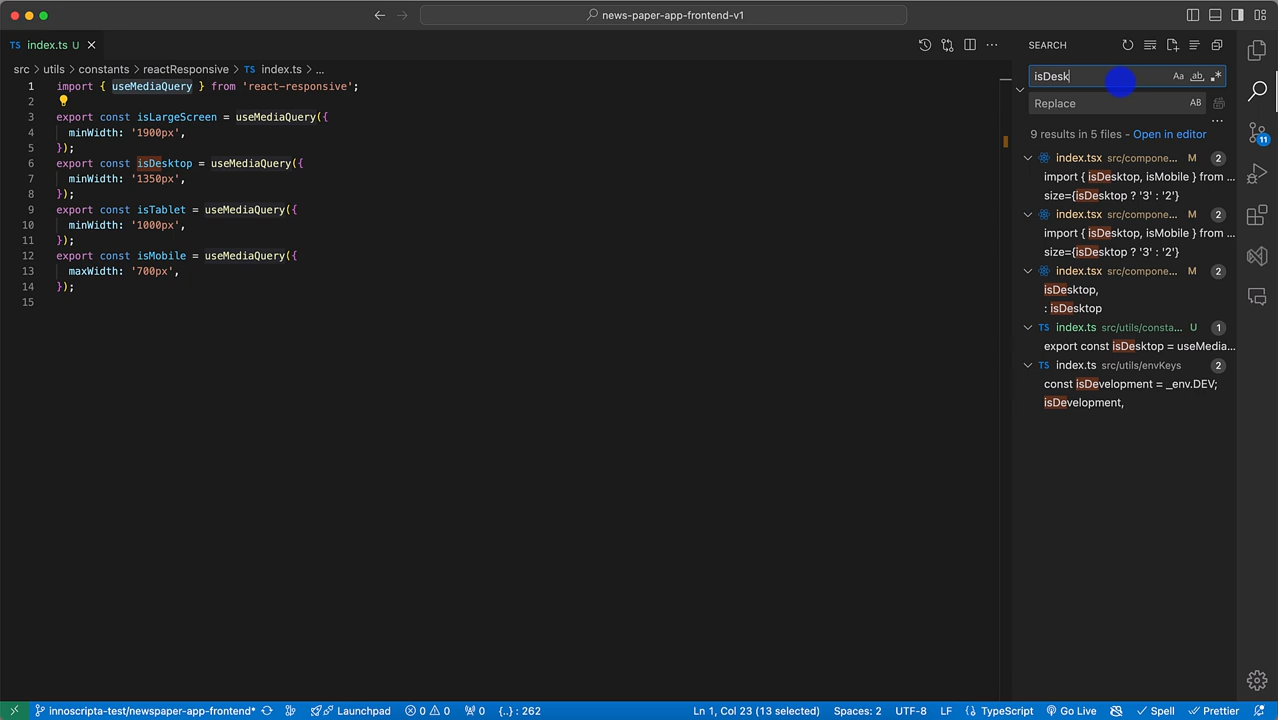 news-paper-app-frontend-v1
TS index.ts U
src > utils > constants > reactResponsive > TS index.ts > ...
1 import { useMediaQuery } from 'react-responsive';
2
3 export const isLargeScreen = useMediaQuery({
4 minWidth: '1900px',
5 });
6 export const isDesktop = useMediaQuery({
7 minWidth: '1350px',
8 });
9 export const isTablet = useMediaQuery({
10 minWidth: '1000px',
11 });
12 export const isMobile = useMediaQuery({
13 maxWidth: '700px',
14 });
15
SEARCH
isDesk
Aa ab .*
Replace
AB
...
9 results in 5 files - Open in editor
index.tsx src/compone... M 2
import { isDesktop, isMobile } from ...
size={isDesktop ? '3' : '2'}
index.tsx src/compone... M 2
import { isDesktop, isMobile } from ...
size={isDesktop ? '3' : '2'}
index.tsx src/compone... M 2
isDesktop,
: isDesktop
TS index.ts src/utils/consta... U 1
export const isDesktop = useMedia...
TS index.ts src/utils/envKeys 2
const isDevelopment = _env.DEV;
isDevelopment,
11
innoscripta-test/newspaper-app-frontend* Launchpad 0 0 0 {..} : 262 Ln 1, Col 23 (13 selected) Spaces: 2 UTF-8 LF {} TypeScript Go Live Spell Prettier